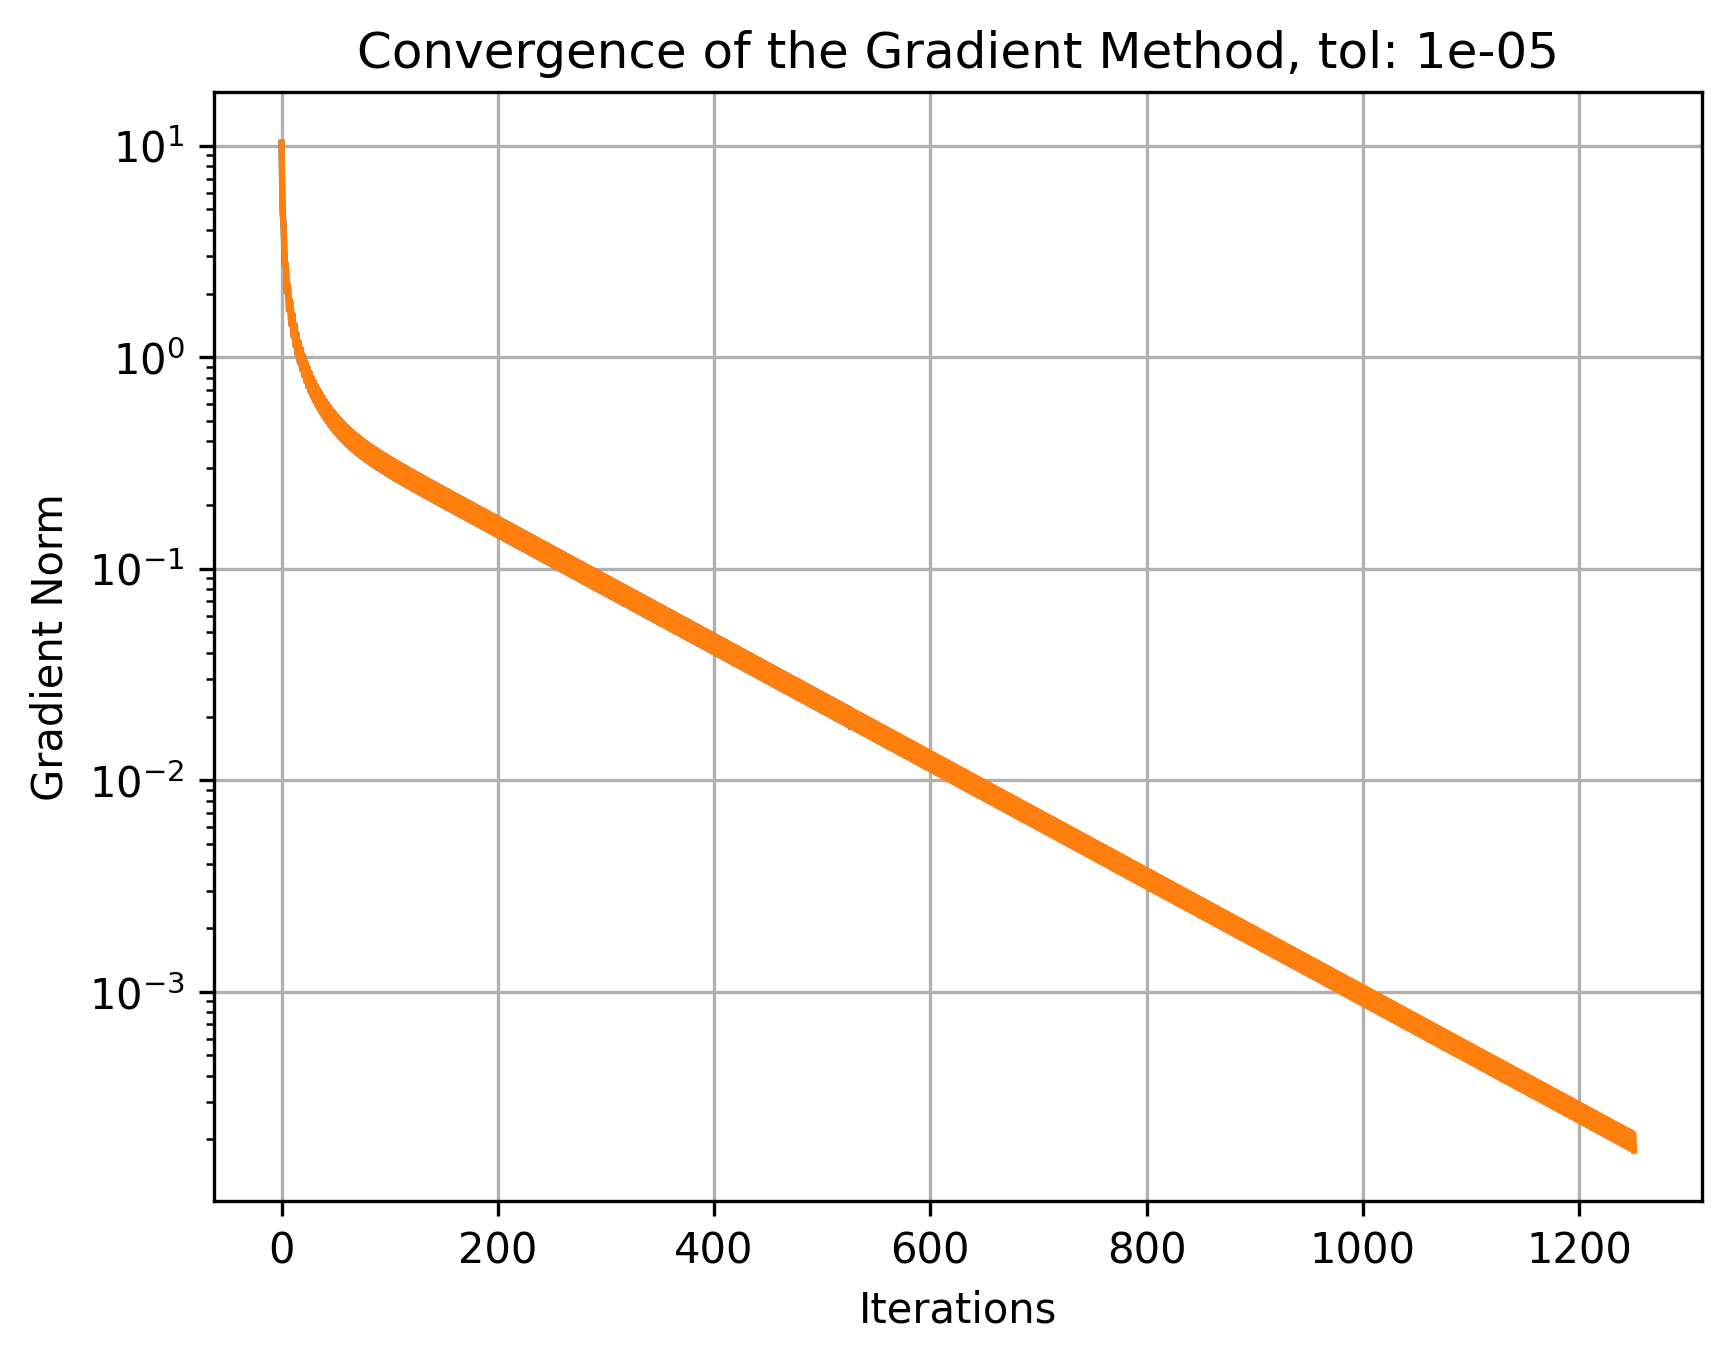 Convergence of the Gradient Method, tol: 1e-05
Gradient Norm
10¹
10⁰
10⁻¹
10⁻²
10⁻³
0 200 400 600 800 1000 1200
Iterations